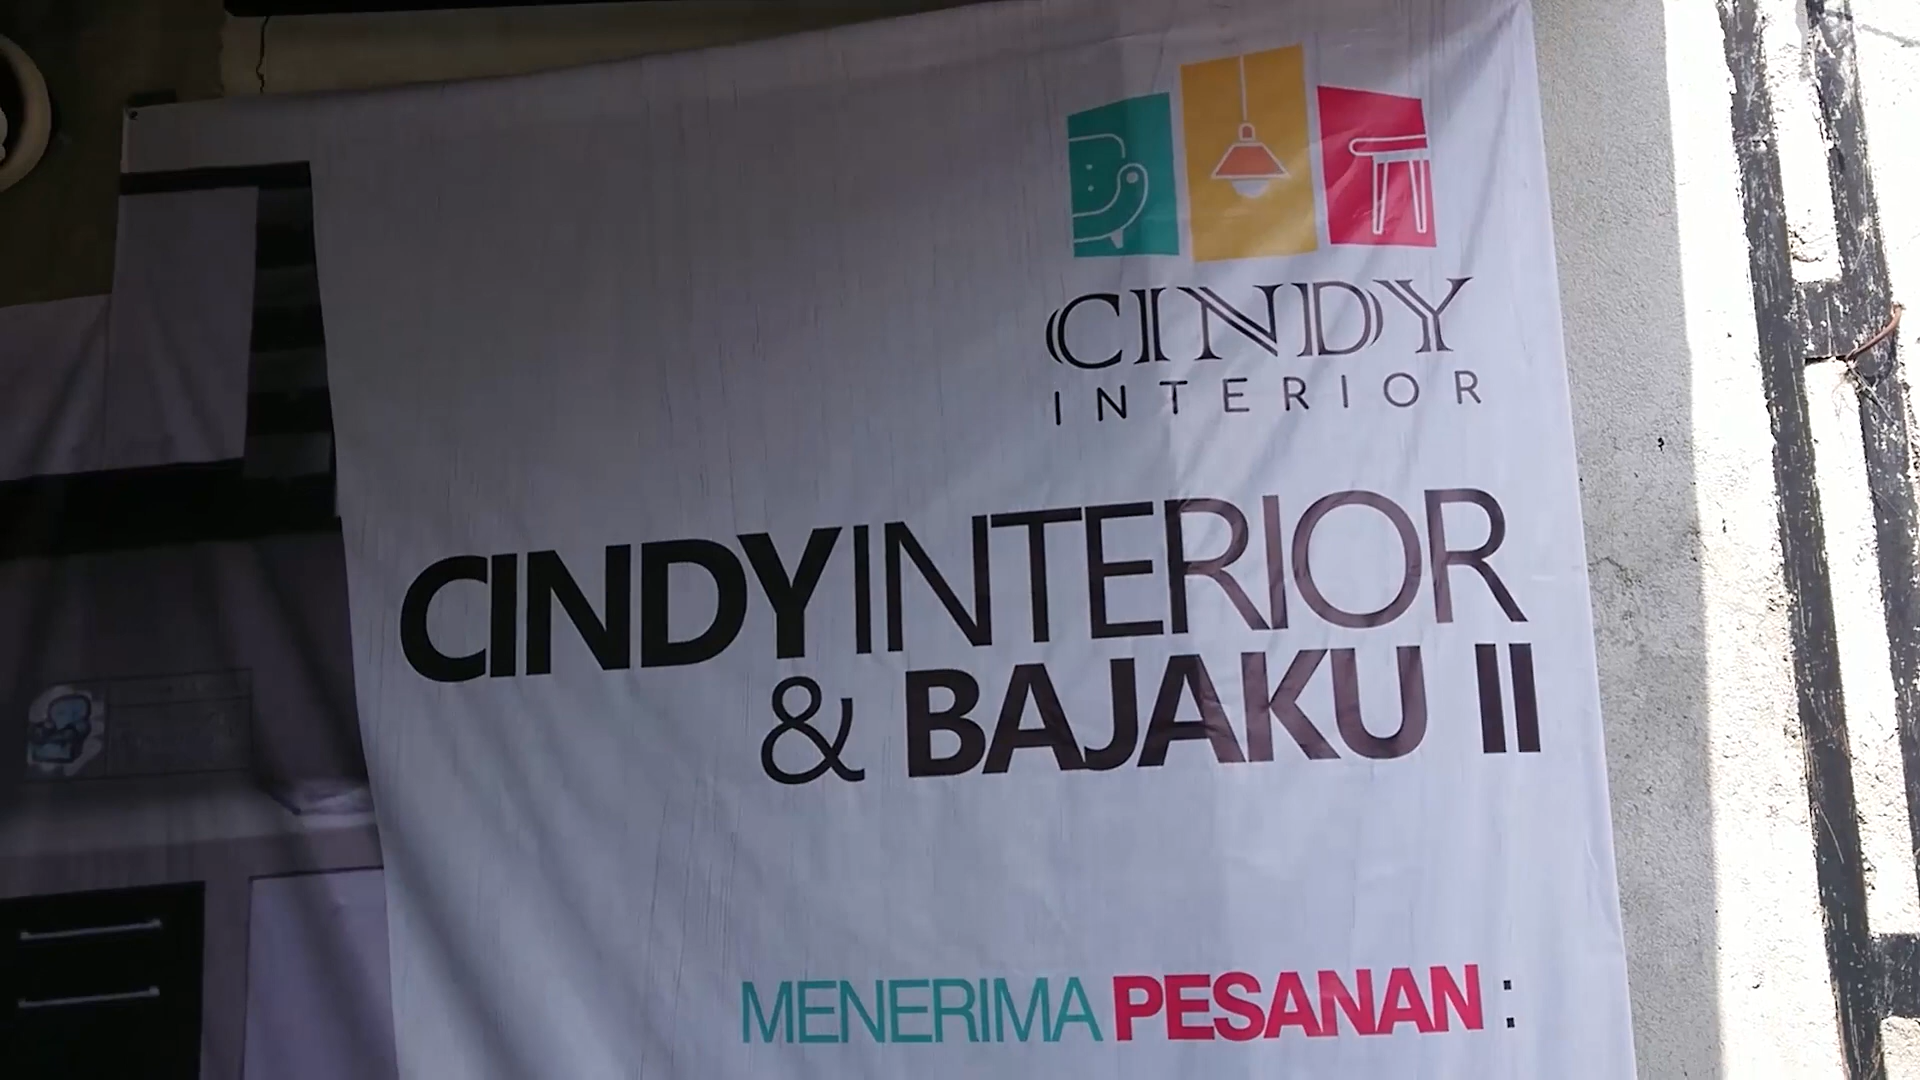 CINDY
INTERIOR
CINDYINTERIOR
& BAJAKU II
MENERIMA PESANAN :